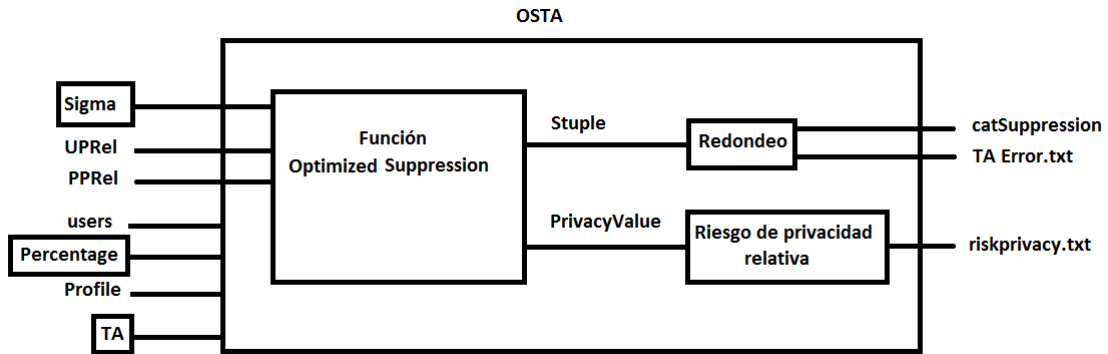 OSTA
Sigma
UPRel
PPRel
users
Percentage
Profile
TA
Función
Optimized Suppression
Stuple
PrivacyValue
Redondeo
Riesgo de privacidad
relativa
catSuppression
TA Error.txt
riskprivacy.txt